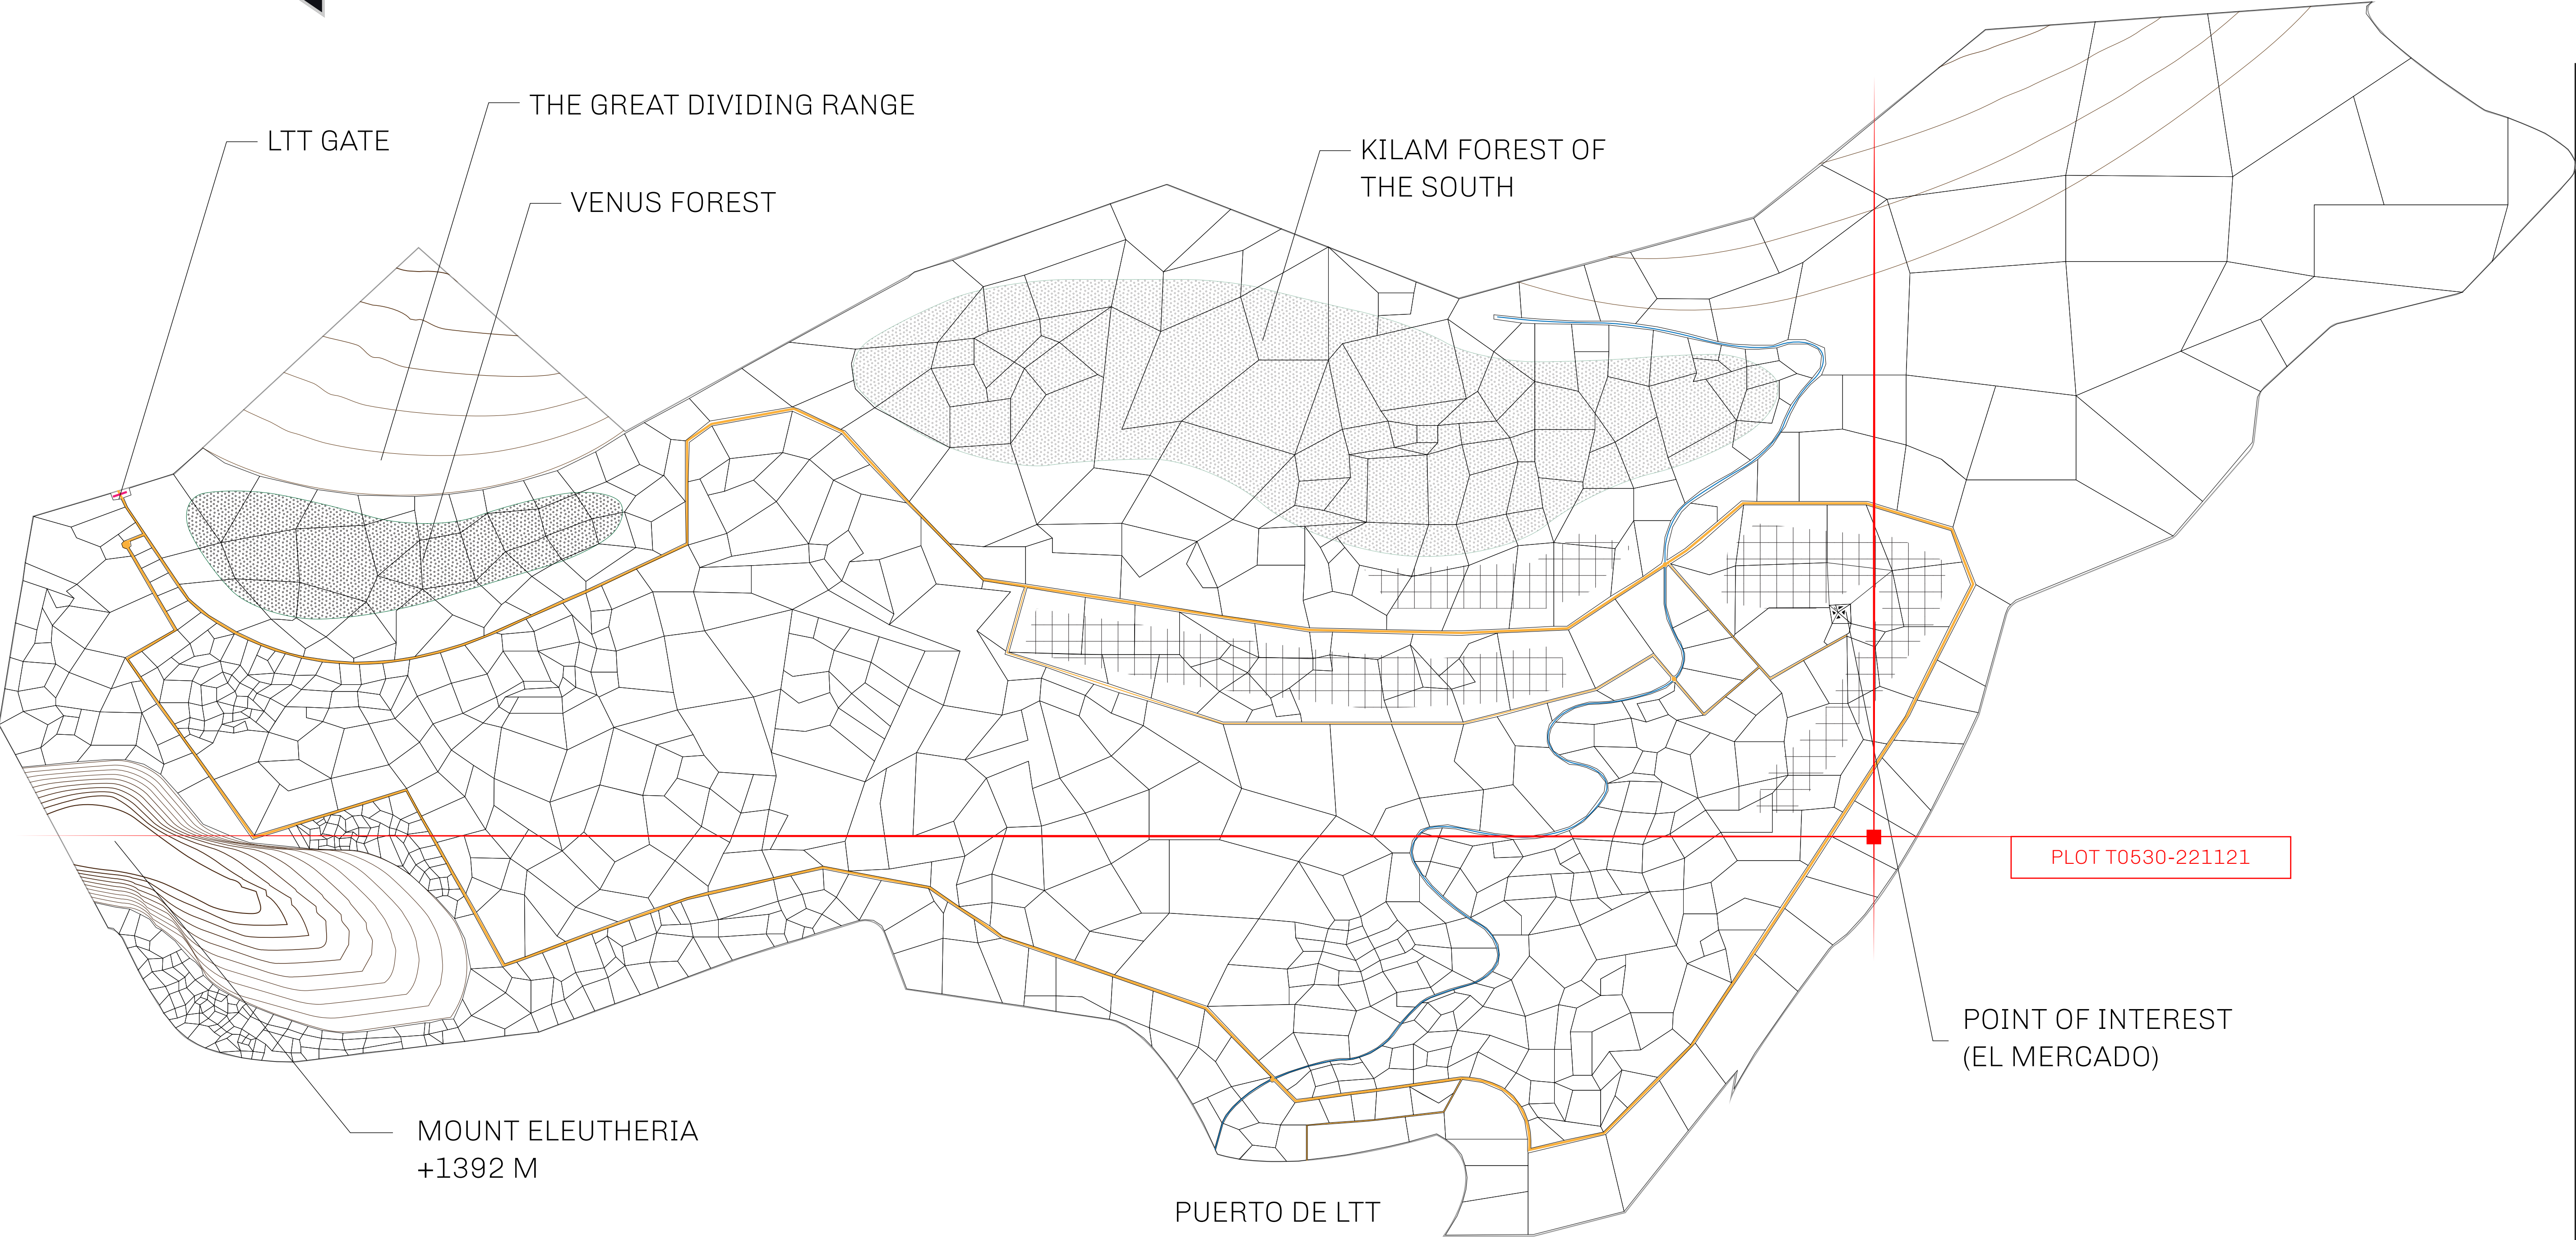 THE GREAT DIVIDING RANGE
LTT GATE
VENUS FOREST
KILAM FOREST OF
THE SOUTH
PLOT T0530-221121
POINT OF INTEREST
(EL MERCADO)
MOUNT ELEUTHERIA
+1392 M
PUERTO DE LTT